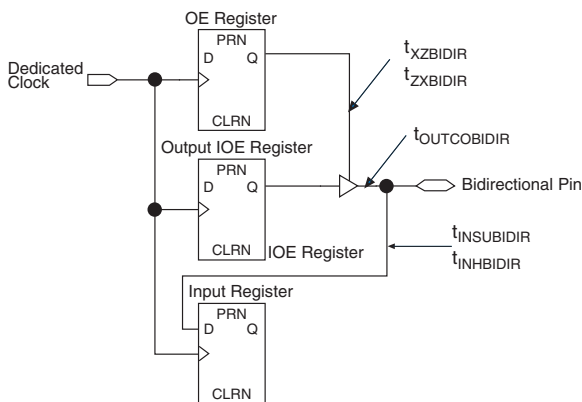 OE Register
PRN
D Q
CLRN
Dedicated
Clock
tXZBIDIR
tZXBIDIR
Output IOE Register
PRN
D Q
CLRN
IOE Register
tOUTCOBIDIR
Bidirectional Pin
tINSUBIDIR
tINHBIDIR
Input Register
PRN
D Q
CLRN